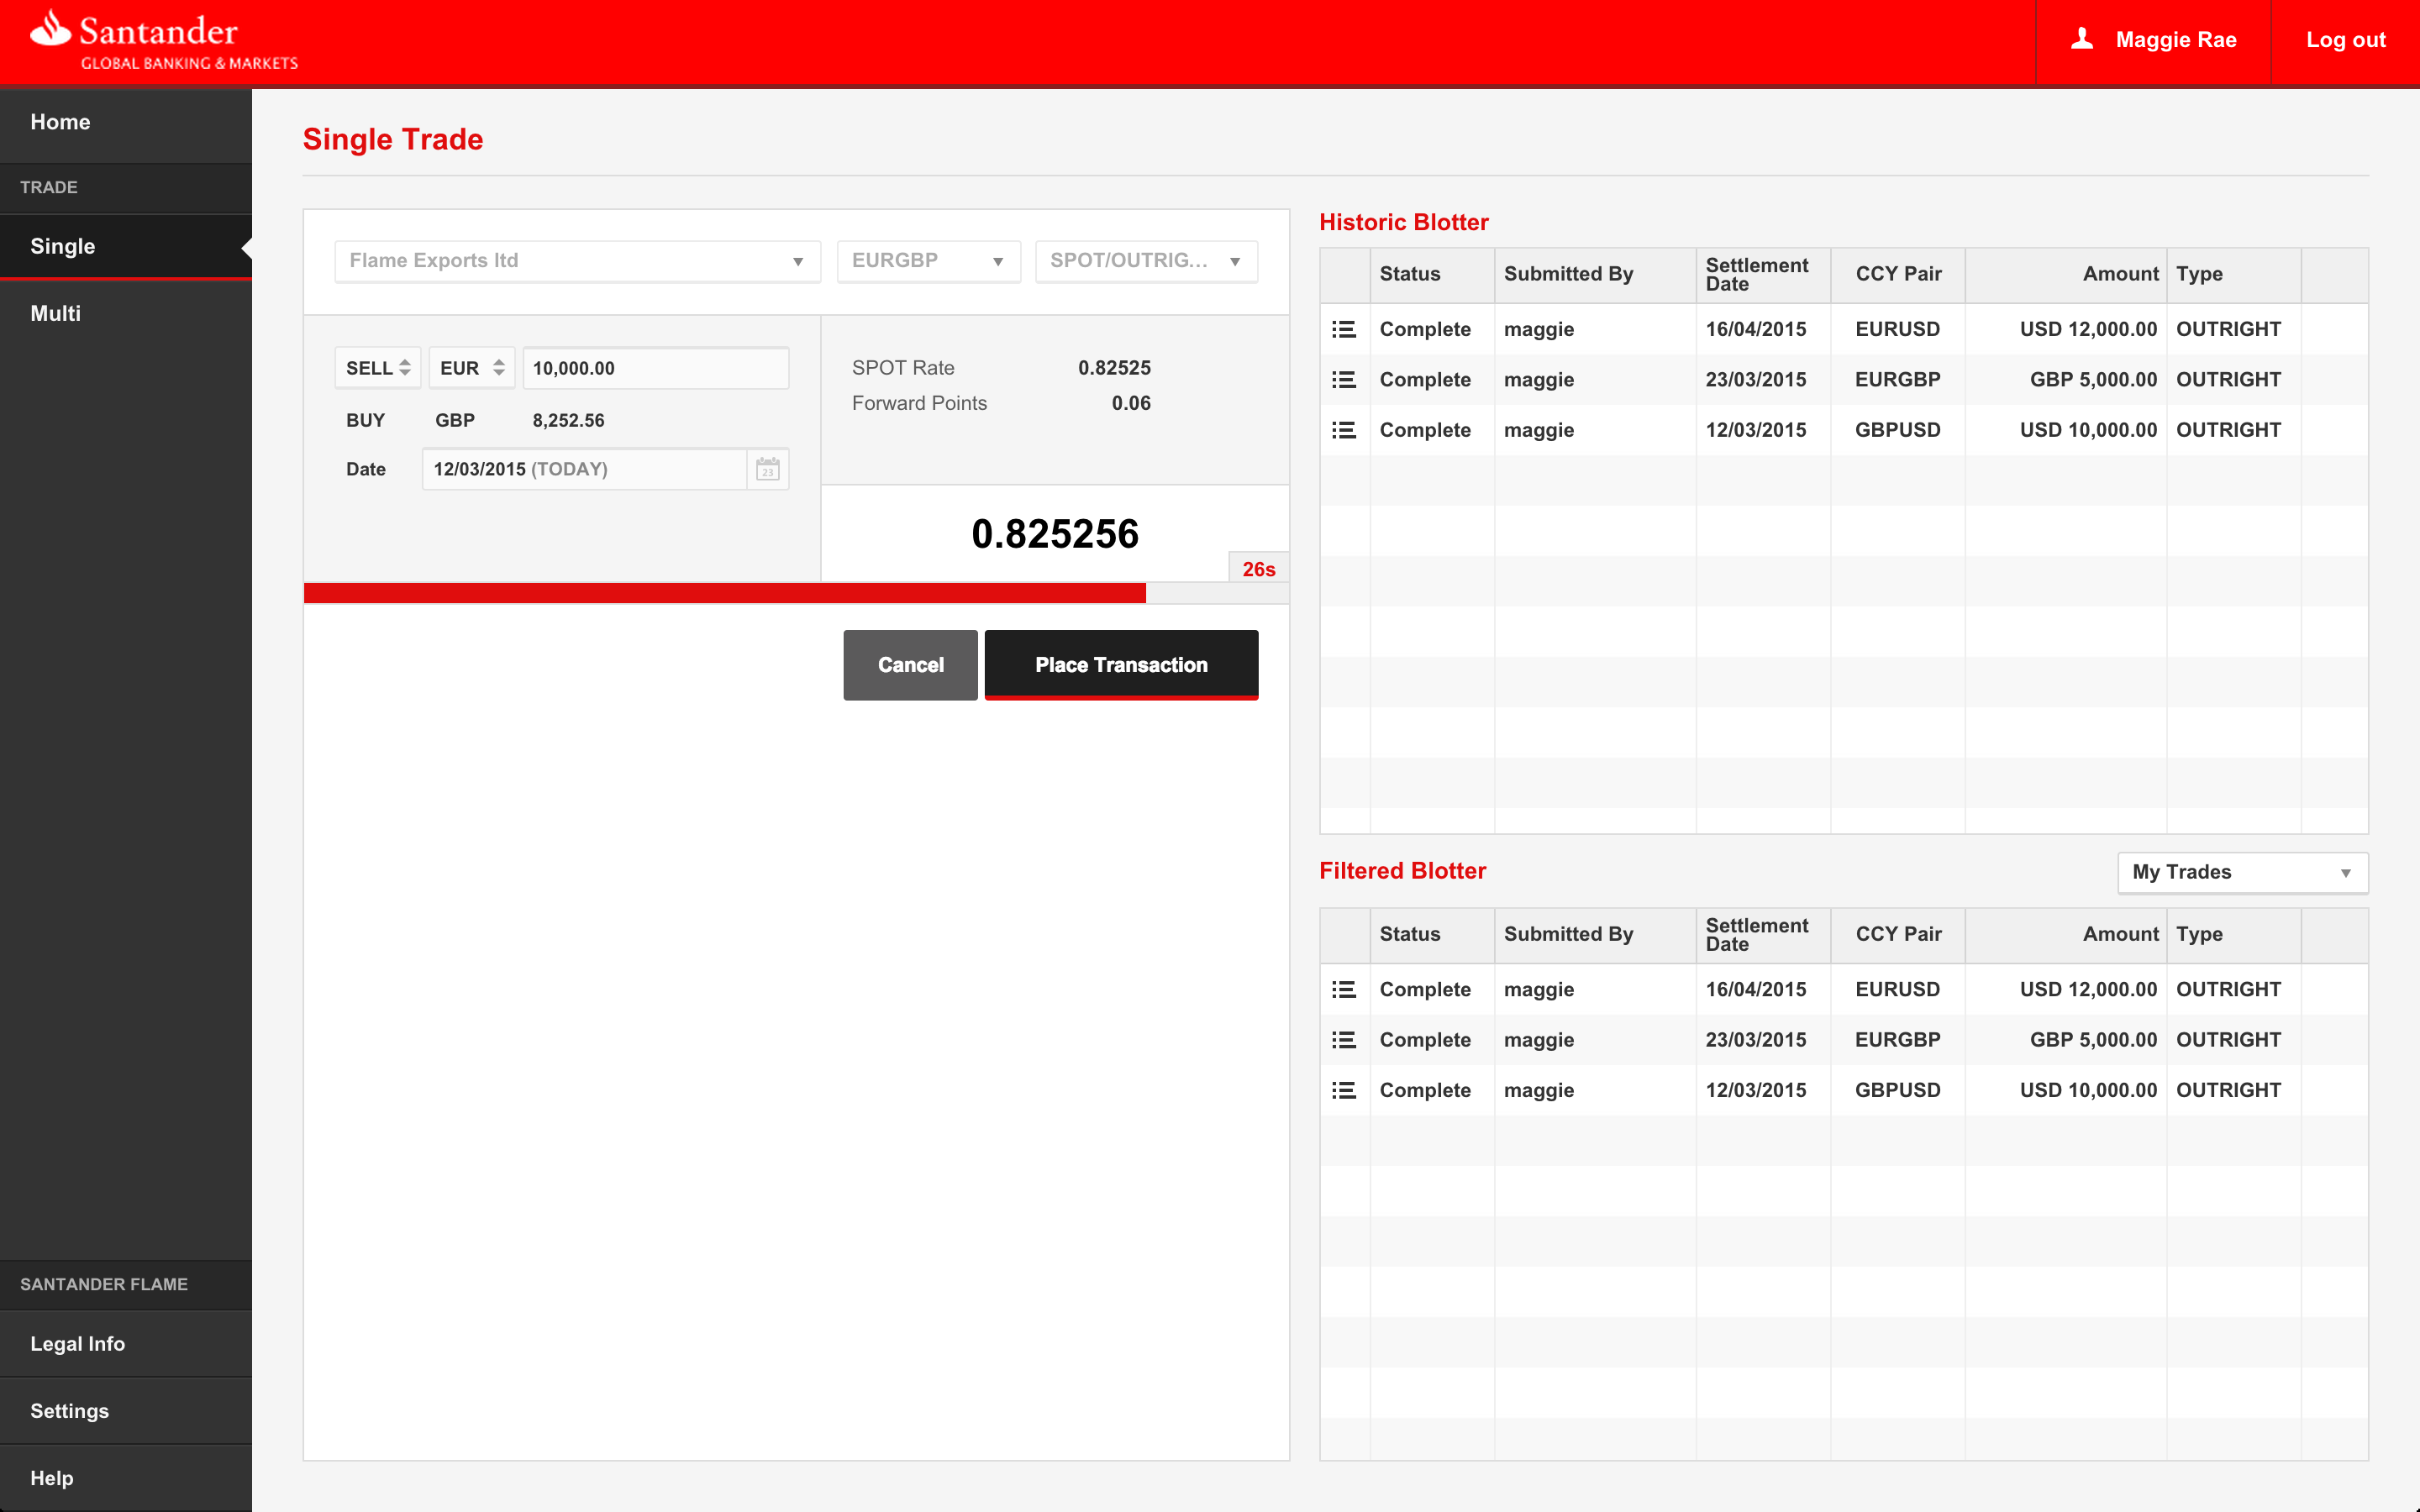 Santander
GLOBAL BANKING & MARKETS
Maggie Rae
Log out
Home
TRADE
Single
Multi
SANTANDER FLAME
Legal Info
Settings
Help
Single Trade
Flame Exports ltd
EURGBP
SPOT/OUTRIG...
SELL EUR 10,000.00
BUY GBP 8,252.56
Date 12/03/2015 (TODAY)
23
SPOT Rate 0.82525
Forward Points 0.06
0.825256
26s
Cancel
Place Transaction
Historic Blotter
Status Submitted By Settlement Date CCY Pair Amount Type
Complete maggie 16/04/2015 EURUSD USD 12,000.00 OUTRIGHT
Complete maggie 23/03/2015 EURGBP GBP 5,000.00 OUTRIGHT
Complete maggie 12/03/2015 GBPUSD USD 10,000.00 OUTRIGHT
Filtered Blotter
My Trades
Status Submitted By Settlement Date CCY Pair Amount Type
Complete maggie 16/04/2015 EURUSD USD 12,000.00 OUTRIGHT
Complete maggie 23/03/2015 EURGBP GBP 5,000.00 OUTRIGHT
Complete maggie 12/03/2015 GBPUSD USD 10,000.00 OUTRIGHT